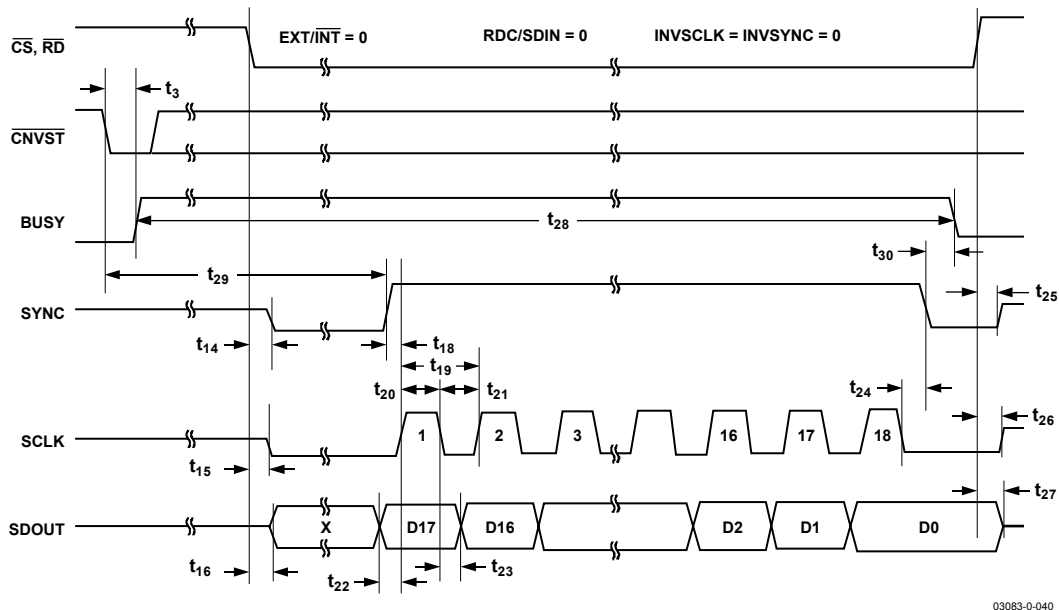 CS, RD
EXT/INT = 0
RDC/SDIN = 0
INVSCLK = INVSYNC = 0
t3
CNVST
BUSY
t28
t30
t29
t25
SYNC
t14
t18
t19
t20
t21
t24
t26
SCLK
1
2
3
16
17
18
t15
t27
SDOUT
X
D17
D16
D2
D1
D0
t16
t22
t23
03083-0-040